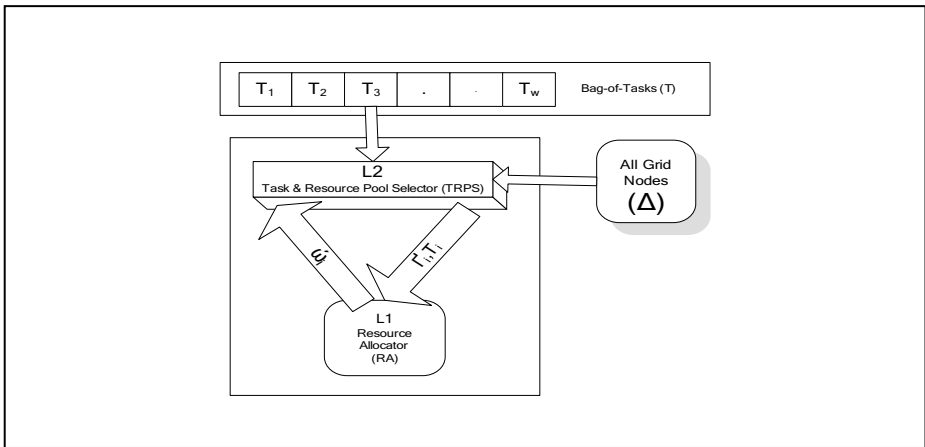 T1 T2 T3 . . Tw Bag-of-Tasks (T)
L2
Task & Resource Pool Selector (TRPS)
All Grid
Nodes
(Δ)
L1
Resource
Allocator
(RA)